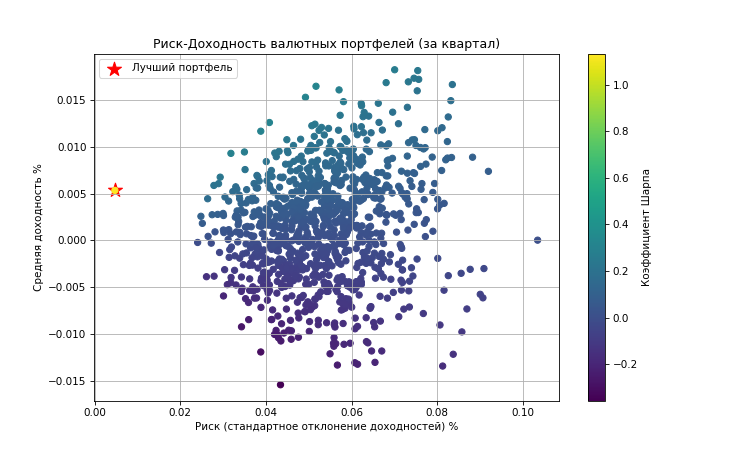 Риск-Доходность валютных портфелей (за квартал)
Лучший портфель
Средняя доходность %
0.015
0.010
0.005
0.000
−0.005
−0.010
−0.015
0.00 0.02 0.04 0.06 0.08 0.10
Риск (стандартное отклонение доходностей) %
1.0
0.8
0.6
0.4
0.2
0.0
−0.2
Коэффициент Шарпа